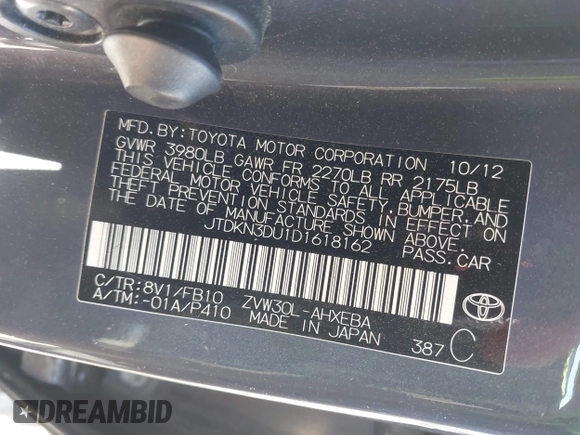 MFD.BY:TOYOTA MOTOR CORPORATION 10/12
GVWR 3980LB GAWR FR 2270LB RR 2175LB
THIS VEHICLE CONFORMS TO ALL APPLICABLE
FEDERAL MOTOR VEHICLE SAFETY,BUMPER,AND
THEFT PREVENTION STANDARDS IN EFFECT ON
THE DATE OF MANUFACTURE SHOWN ABOVE.
JTDKN3DU1D1618162 PASS.CAR
C/TR:8V1/FB10 ZVW30L-AHXEBA
A/TM:-01A/P410 MADE IN JAPAN 387 C
DREAMBID